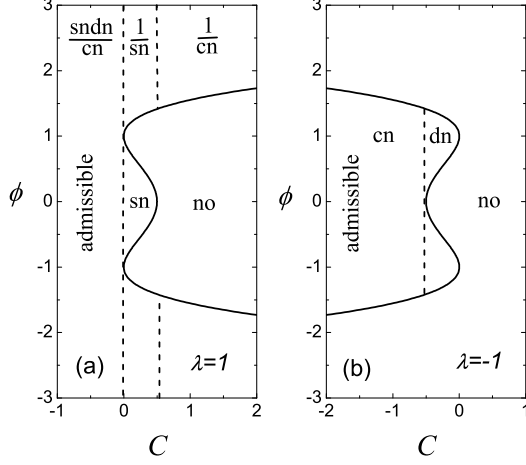 3
2
1
0
-1
-2
-3
ϕ
sndn
cn
1
sn
1
cn
admissible
sn
no
(a)
λ=1
-1
0
1
2
C
3
2
1
0
-1
-2
-3
ϕ
cn
dn
admissible
no
(b)
λ=-1
-2
-1
0
1
C